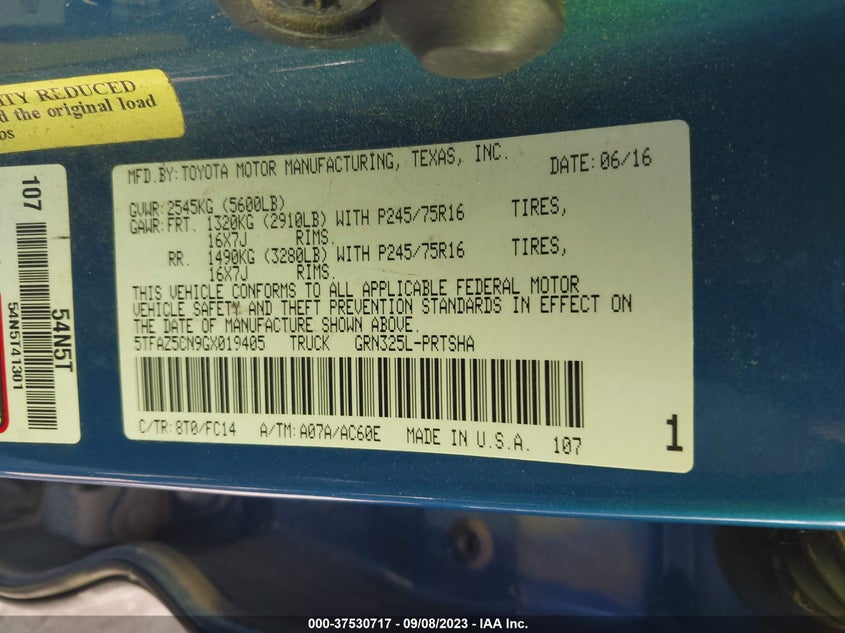 ITY REDUCED
d the original load
os
107
54N5T
54N5T41301
MFD.BY:TOYOTA MOTOR MANUFACTURING, TEXAS, INC. DATE:06/16
GVWR:2545KG (5600LB)
GAWR:FRT. 1320KG (2910LB) WITH P245/75R16 TIRES,
16X7J RIMS.
RR. 1490KG (3280LB) WITH P245/75R16 TIRES,
16X7J RIMS.
THIS VEHICLE CONFORMS TO ALL APPLICABLE FEDERAL MOTOR
VEHICLE SAFETY AND THEFT PREVENTION STANDARDS IN EFFECT ON
THE DATE OF MANUFACTURE SHOWN ABOVE.
5TFAZ5CN9GX019405 TRUCK GRN325L-PRTSHA
C/TR:8T0/FC14 A/TM:A07A/AC60E MADE IN U.S.A. 107
1
000-37530717 - 09/08/2023 - IAA Inc.